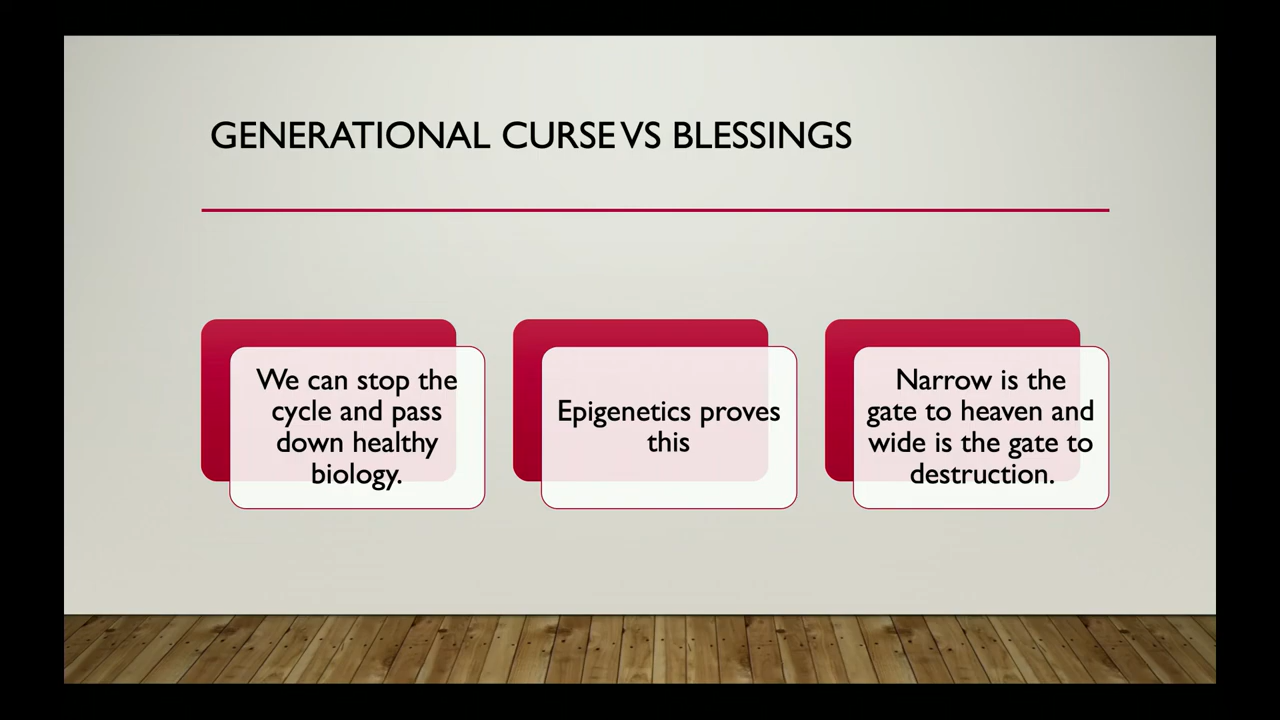 GENERATIONAL CURSE VS BLESSINGS
We can stop the
cycle and pass
down healthy
biology.
Epigenetics proves
this
Narrow is the
gate to heaven and
wide is the gate to
destruction.